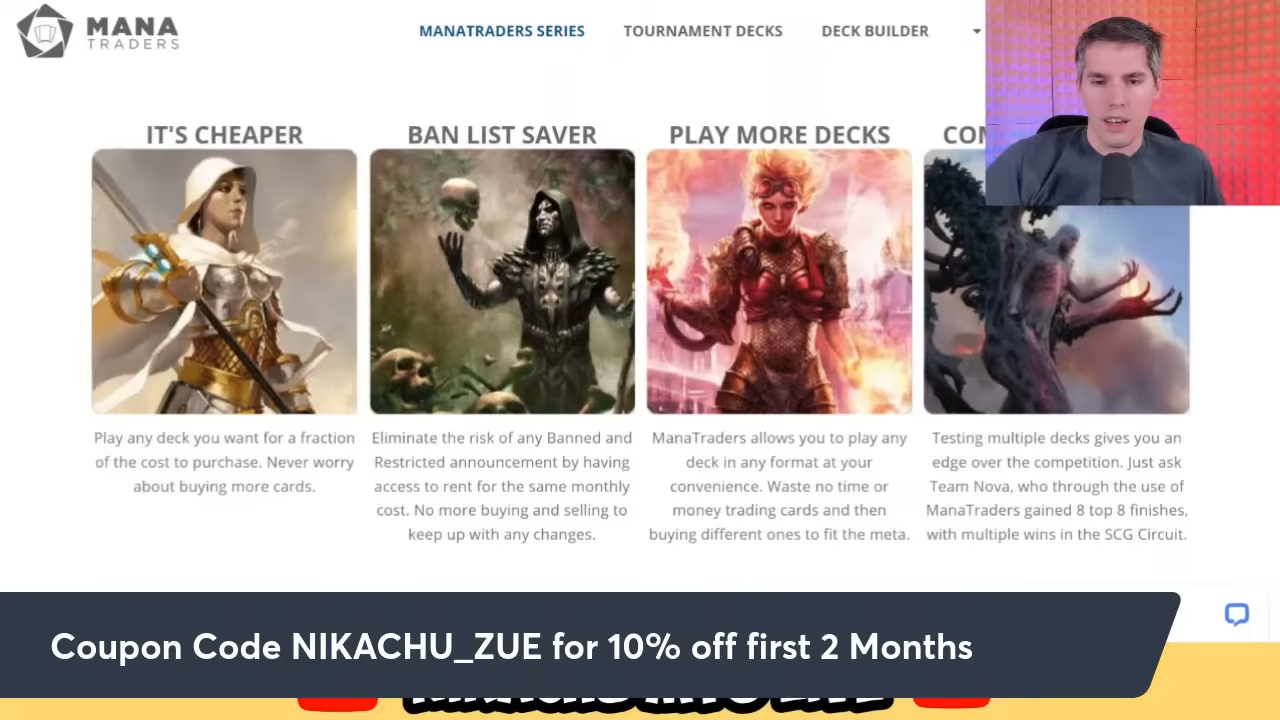 MANA
TRADERS
MANATRADERS SERIES
TOURNAMENT DECKS
DECK BUILDER
IT'S CHEAPER
Play any deck you want for a fraction
of the cost to purchase. Never worry
about buying more cards.
BAN LIST SAVER
Eliminate the risk of any Banned and
Restricted announcement by having
access to rent for the same monthly
cost. No more buying and selling to
keep up with any changes.
PLAY MORE DECKS
ManaTraders allows you to play any
deck in any format at your
convenience. Waste no time or
money trading cards and then
buying different ones to fit the meta.
Testing multiple decks gives you an
edge over the competition. Just ask
Team Nova, who through the use of
ManaTraders gained 8 top 8 finishes,
with multiple wins in the SCG Circuit.
Coupon Code NIKACHU_ZUE for 10% off first 2 Months